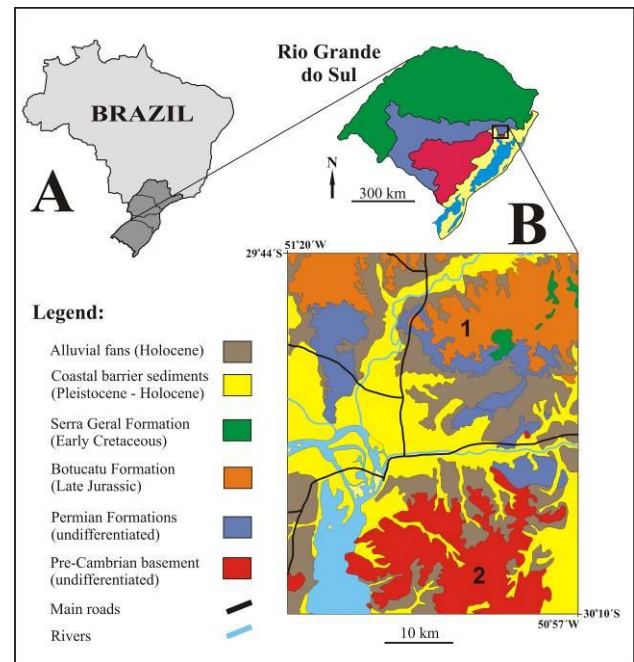 Rio Grande
do Sul
BRAZIL
A
N
300 km
B
29°44'S
51°20'W
Legend:
Alluvial fans (Holocene)
Coastal barrier sediments
(Pleistocene - Holocene)
Serra Geral Formation
(Early Cretaceous)
Botucatu Formation
(Late Jurassic)
Permian Formations
(undifferentiated)
Pre-Cambrian basement
(undifferentiated)
Main roads
Rivers
1
2
10 km
30°10'S
50°57'W